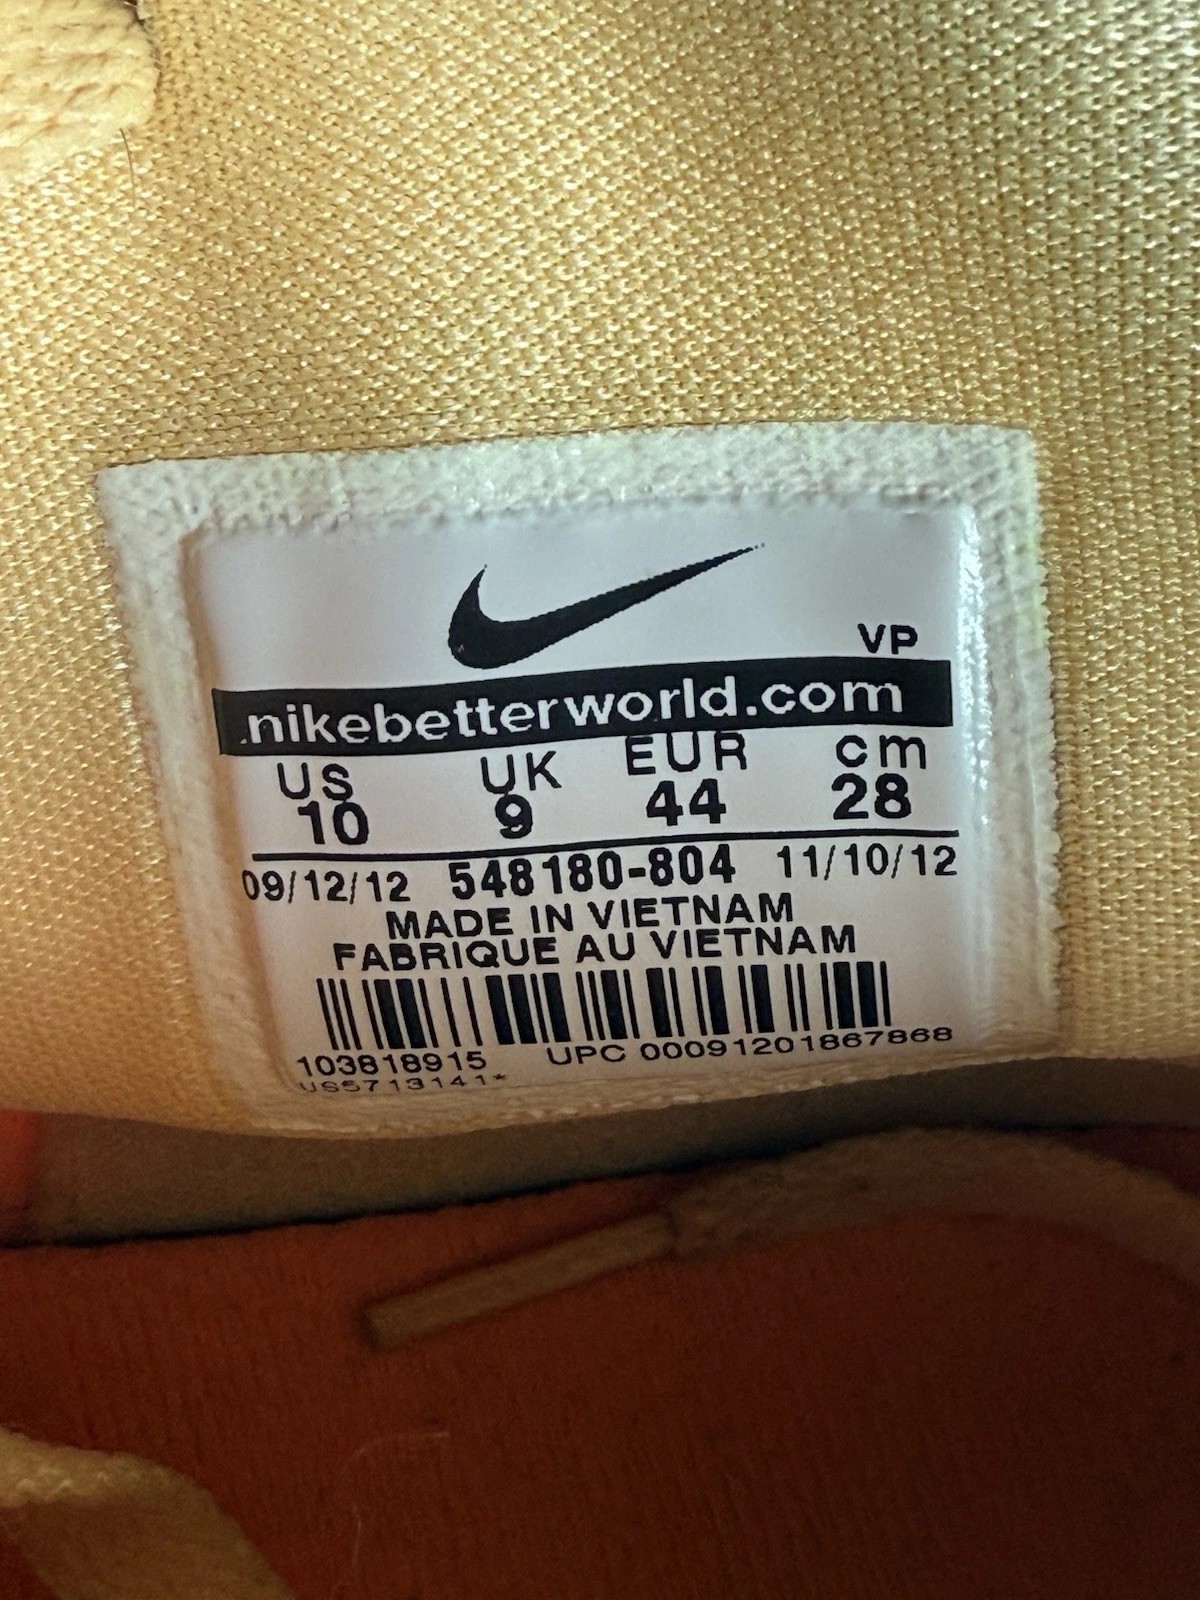 VP
nikebetterworld.com
US UK EUR cm
10 9 44 28
09/12/12 548180-804 11/10/12
MADE IN VIETNAM
FABRIQUE AU VIETNAM
103818915 UPC 00091201867868
US5713141*